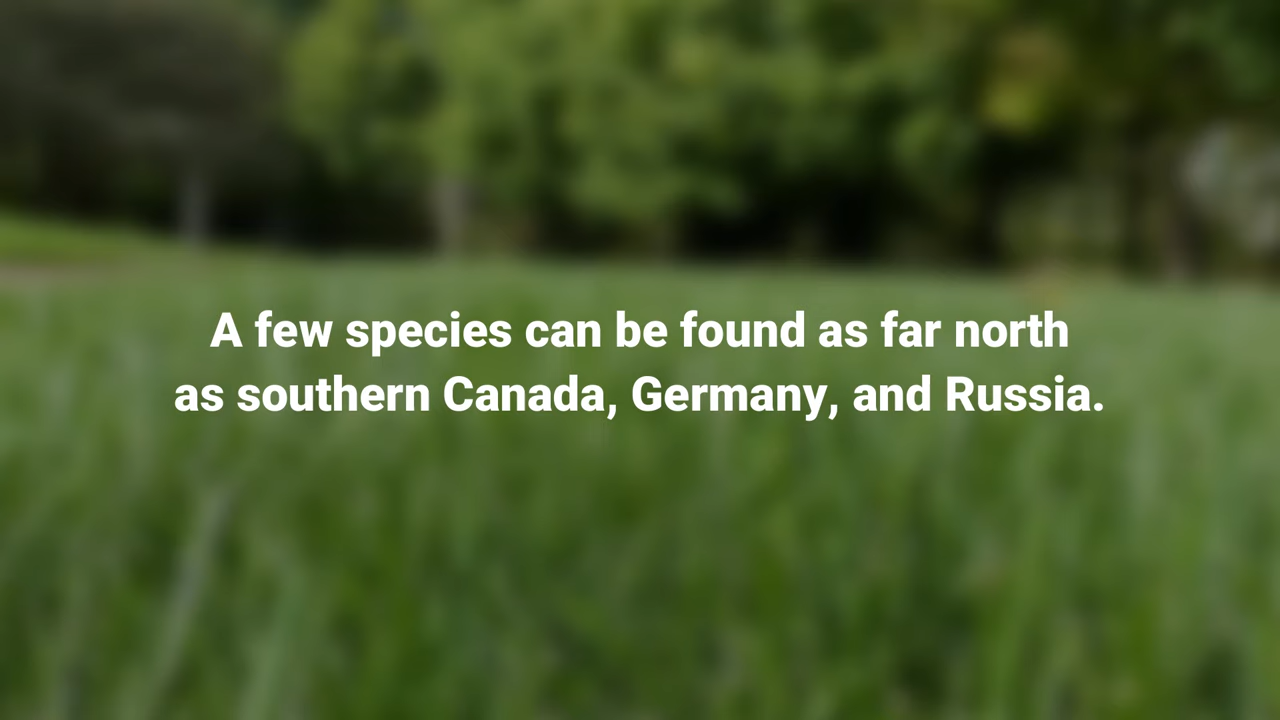 A few species can be found as far north
as southern Canada, Germany, and Russia.